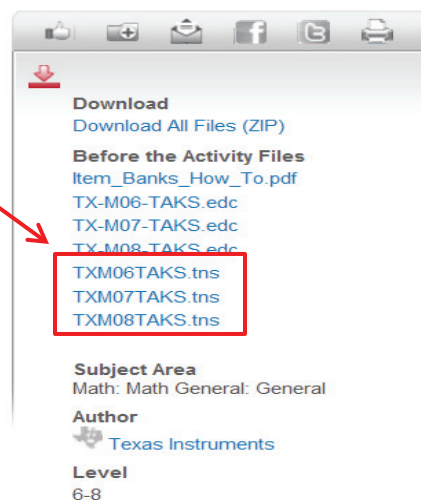 Download
Download All Files (ZIP)
Before the Activity Files
Item_Banks_How_To.pdf
TX-M06-TAKS.edc
TX-M07-TAKS.edc
TX-M08-TAKS.edc
TXM06TAKS.tns
TXM07TAKS.tns
TXM08TAKS.tns
Subject Area
Math: Math General: General
Author
Texas Instruments
Level
6-8